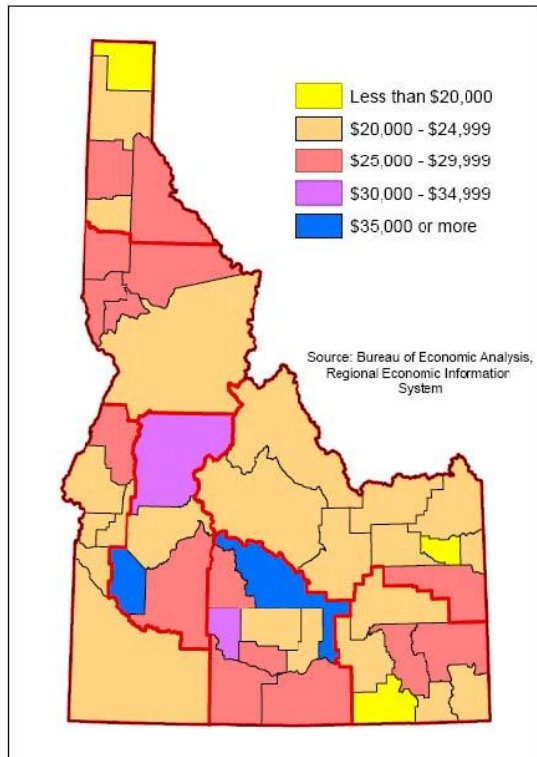 Less than $20,000
$20,000 - $24,999
$25,000 - $29,999
$30,000 - $34,999
$35,000 or more
Source: Bureau of Economic Analysis,
Regional Economic Information
System